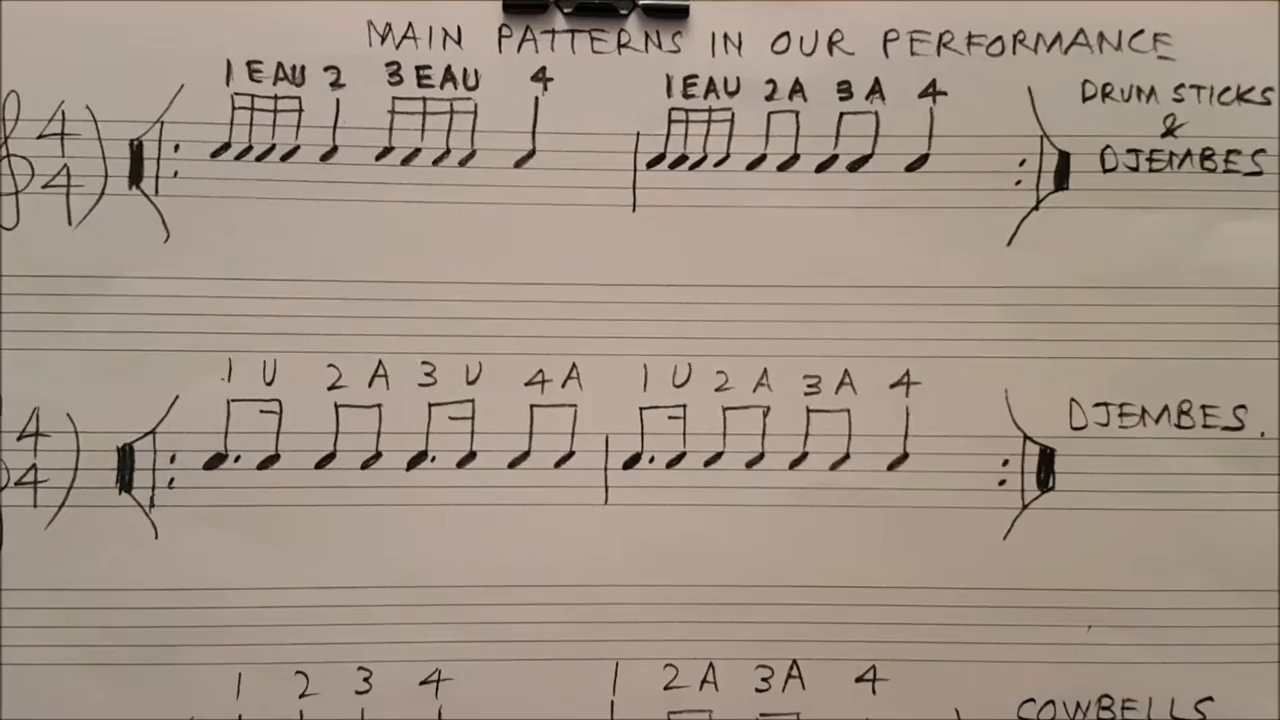 MAIN PATTERNS IN OUR PERFORMANCE
1 E A U 2 3 E A U 4 1 E A U 2 A 3 A 4
DRUM STICKS
&
DJEMBES
4
4
1 U 2 A 3 U 4 A 1 U 2 A 3 A 4
DJEMBES.
4
4
1 2 3 4 1 2 A 3 A 4
COWBELLS